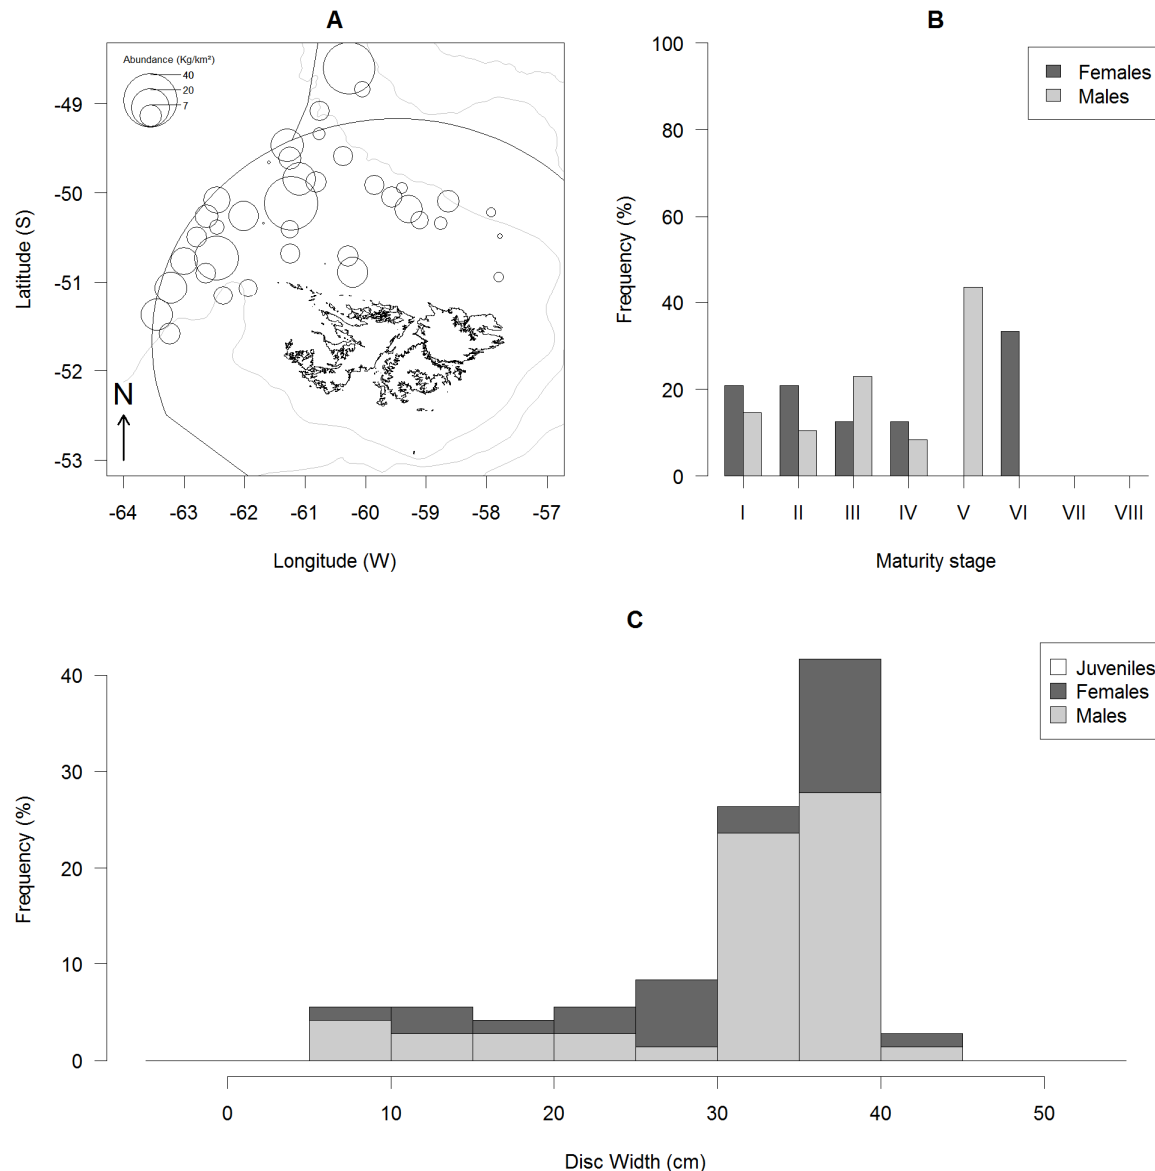 A
Abundance (Kg/km²)
40
20
7
-49
-50
-51
-52
-53
Latitude (S)
N
-64 -63 -62 -61 -60 -59 -58 -57
Longitude (W)
B
100
80
60
40
20
0
Frequency (%)
Females
Males
I II III IV V VI VII VIII
Maturity stage
C
40
30
20
10
0
Frequency (%)
Juveniles
Females
Males
0 10 20 30 40 50
Disc Width (cm)